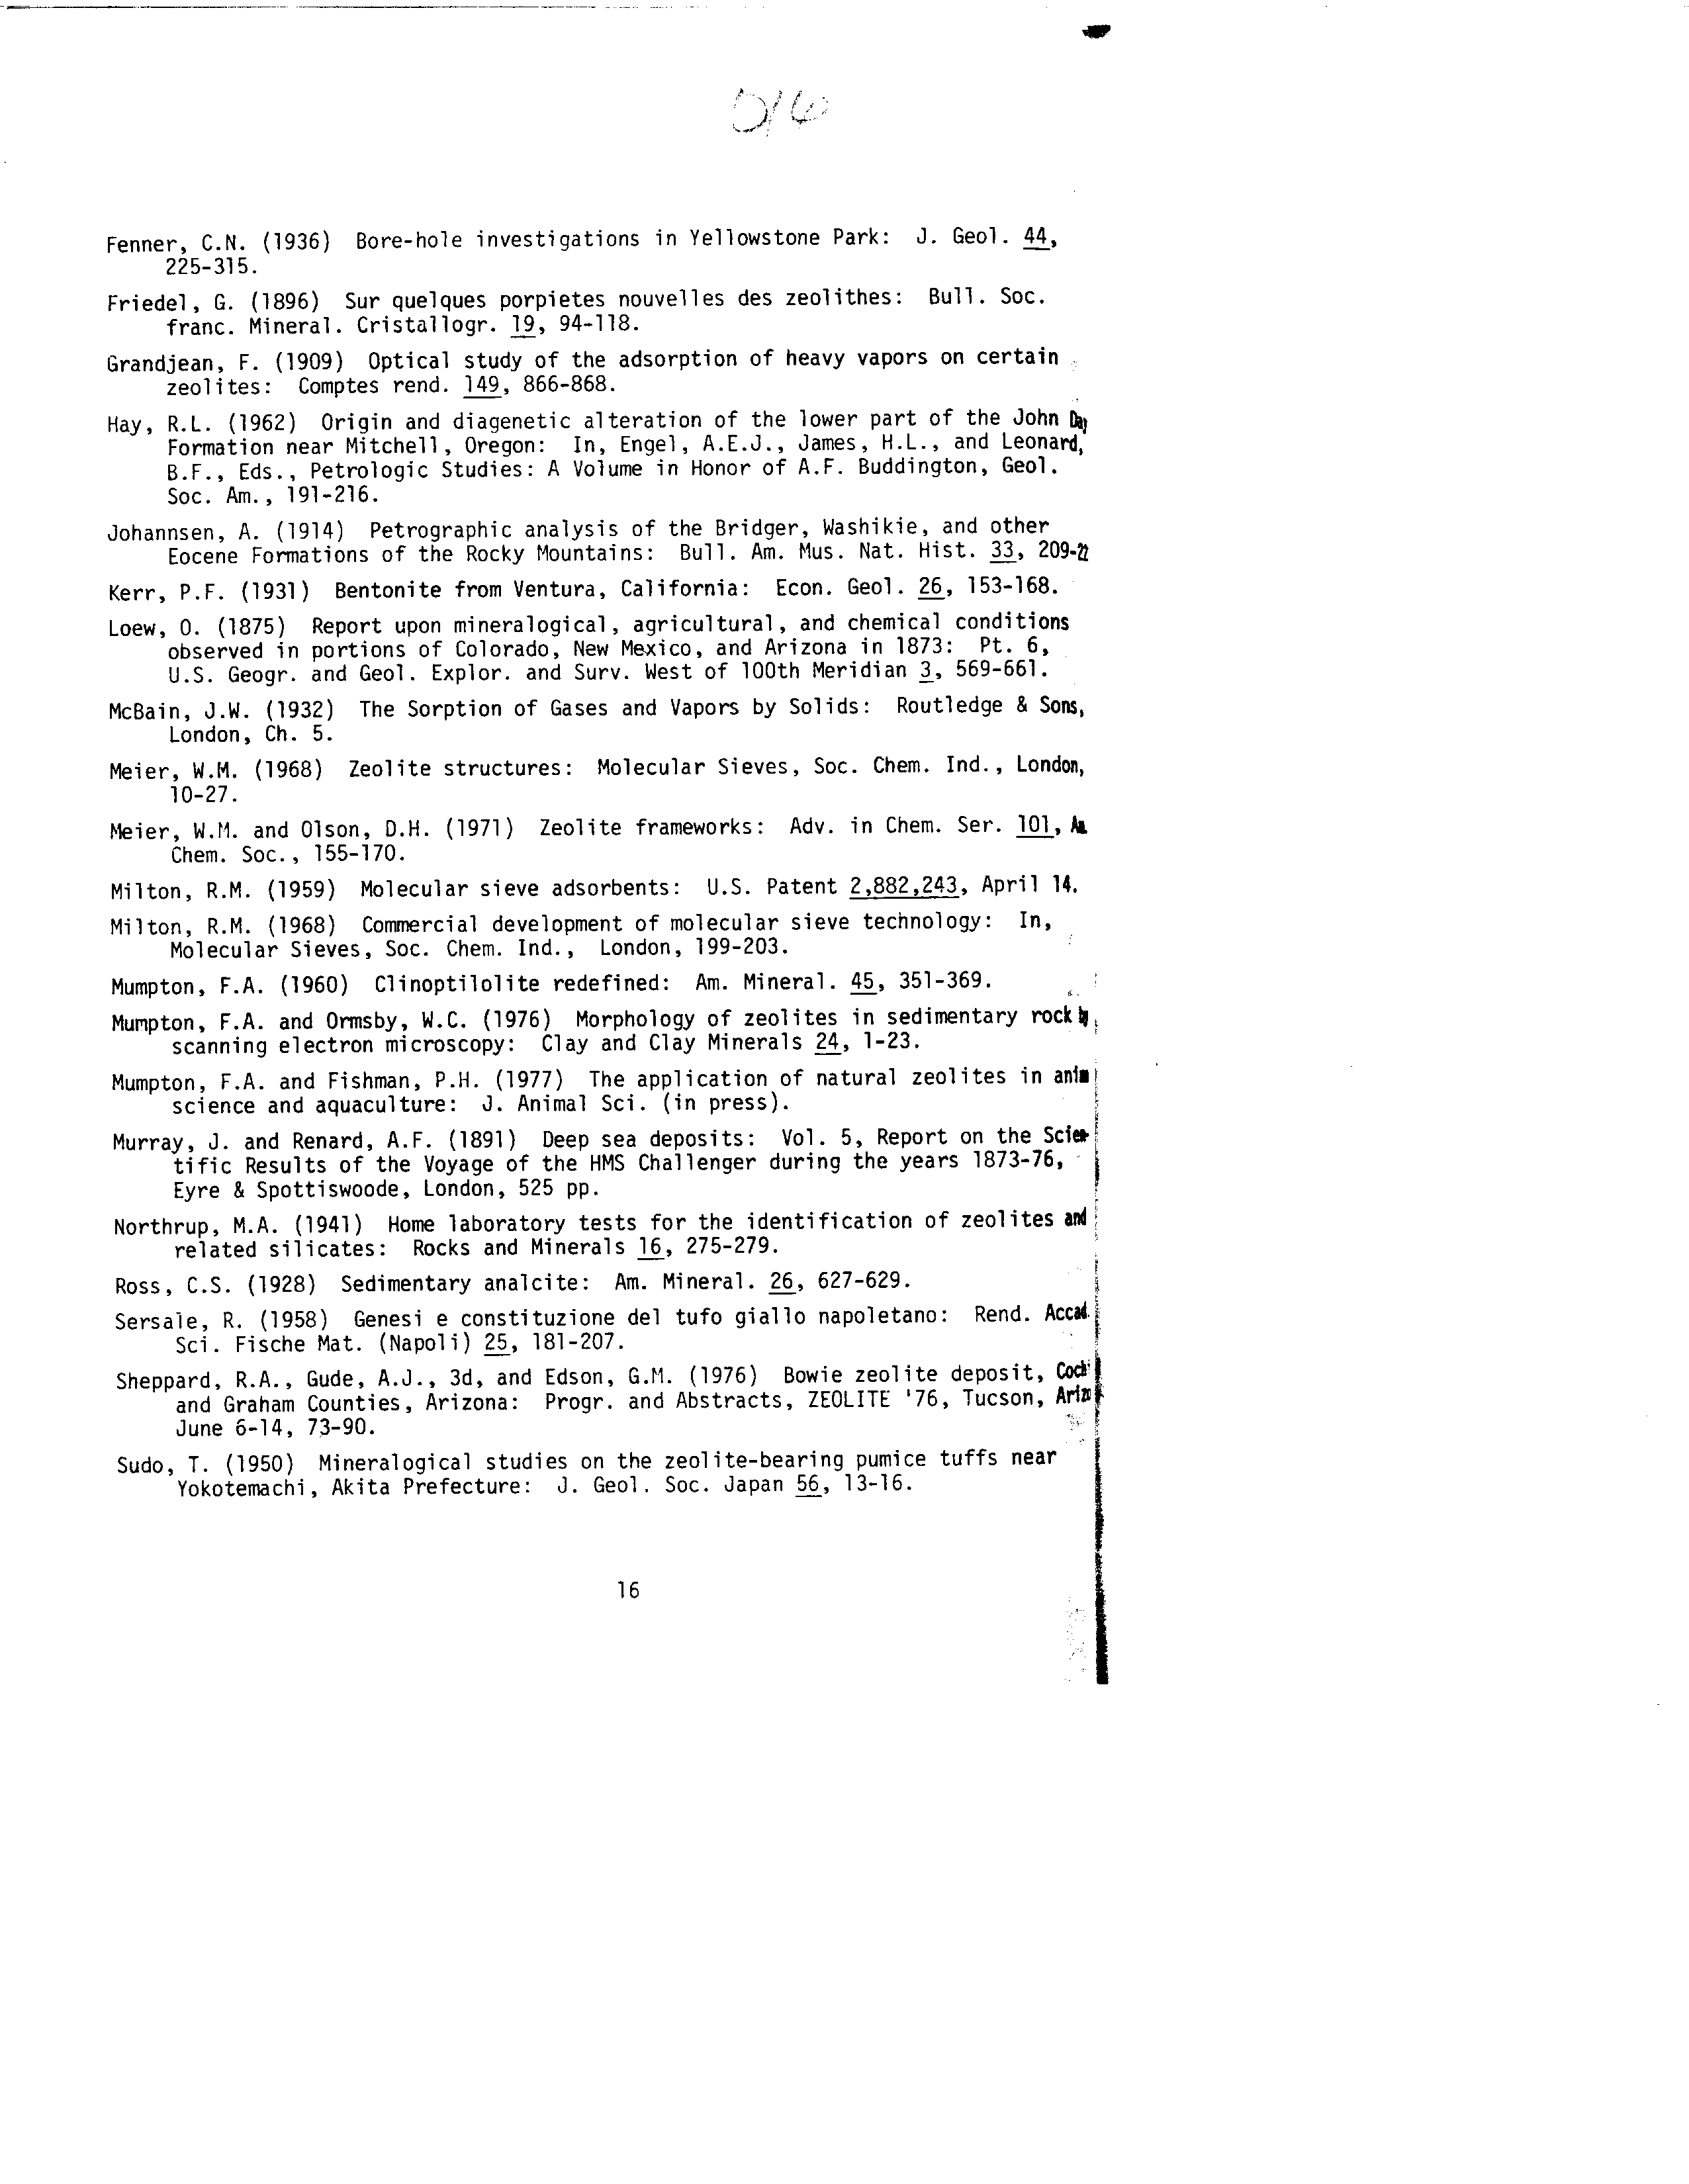 Fenner, C.N. (1936) Bore-hole investigations in Yellowstone Park: J. Geol. 44,
225-315.
Friedel, G. (1896) Sur quelques porpietes nouvelles des zeolithes: Bull. Soc.
franc. Mineral. Cristallogr. 19, 94-118.
Grandjean, F. (1909) Optical study of the adsorption of heavy vapors on certain
zeolites: Comptes rend. 149, 866-868.
Hay, R.L. (1962) Origin and diagenetic alteration of the lower part of the John Day
Formation near Mitchell, Oregon: In, Engel, A.E.J., James, H.L., and Leonard,
B.F., Eds., Petrologic Studies: A Volume in Honor of A.F. Buddington, Geol.
Soc. Am., 191-216.
Johannsen, A. (1914) Petrographic analysis of the Bridger, Washikie, and other
Eocene Formations of the Rocky Mountains: Bull. Am. Mus. Nat. Hist. 33, 209-
Kerr, P.F. (1931) Bentonite from Ventura, California: Econ. Geol. 26, 153-168.
Loew, O. (1875) Report upon mineralogical, agricultural, and chemical conditions
observed in portions of Colorado, New Mexico, and Arizona in 1873: Pt. 6,
U.S. Geogr. and Geol. Explor. and Surv. West of 100th Meridian 3, 569-661.
McBain, J.W. (1932) The Sorption of Gases and Vapors by Solids: Routledge & Sons,
London, Ch. 5.
Meier, W.M. (1968) Zeolite structures: Molecular Sieves, Soc. Chem. Ind., London,
10-27.
Meier, W.M. and Olson, D.H. (1971) Zeolite frameworks: Adv. in Chem. Ser. 101,
Chem. Soc., 155-170.
Milton, R.M. (1959) Molecular sieve adsorbents: U.S. Patent 2,882,243, April 14.
Milton, R.M. (1968) Commercial development of molecular sieve technology: In,
Molecular Sieves, Soc. Chem. Ind., London, 199-203.
Mumpton, F.A. (1960) Clinoptilolite redefined: Am. Mineral. 45, 351-369.
Mumpton, F.A. and Ormsby, W.C. (1976) Morphology of zeolites in sedimentary rock by
scanning electron microscopy: Clay and Clay Minerals 24, 1-23.
Mumpton, F.A. and Fishman, P.H. (1977) The application of natural zeolites in anim
science and aquaculture: J. Animal Sci. (in press).
Murray, J. and Renard, A.F. (1891) Deep sea deposits: Vol. 5, Report on the Scien-
tific Results of the Voyage of the HMS Challenger during the years 1873-76,
Eyre & Spottiswoode, London, 525 pp.
Northrup, M.A. (1941) Home laboratory tests for the identification of zeolites and
related silicates: Rocks and Minerals 16, 275-279.
Ross, C.S. (1928) Sedimentary analcite: Am. Mineral. 26, 627-629.
Sersale, R. (1958) Genesi e constituzione del tufo giallo napoletano: Rend. Accad.
Sci. Fische Mat. (Napoli) 25, 181-207.
Sheppard, R.A., Gude, A.J., 3d, and Edson, G.M. (1976) Bowie zeolite deposit, Cochi
and Graham Counties, Arizona: Progr. and Abstracts, ZEOLITE '76, Tucson, Ariz
June 6-14, 73-90.
Sudo, T. (1950) Mineralogical studies on the zeolite-bearing pumice tuffs near
Yokotemachi, Akita Prefecture: J. Geol. Soc. Japan 56, 13-16.
16